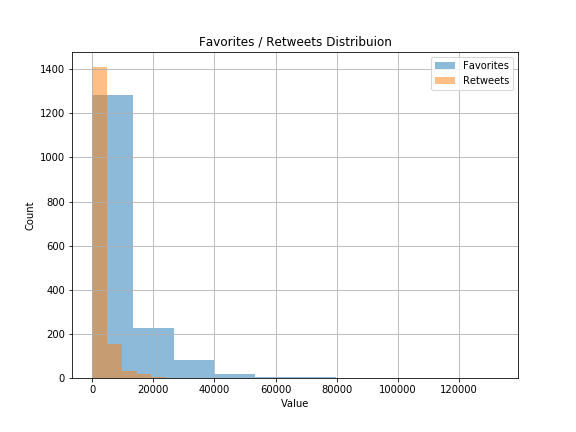 Favorites / Retweets Distribuion
Favorites
Retweets
1400
1200
1000
800
600
400
200
0
Count
0 20000 40000 60000 80000 100000 120000
Value